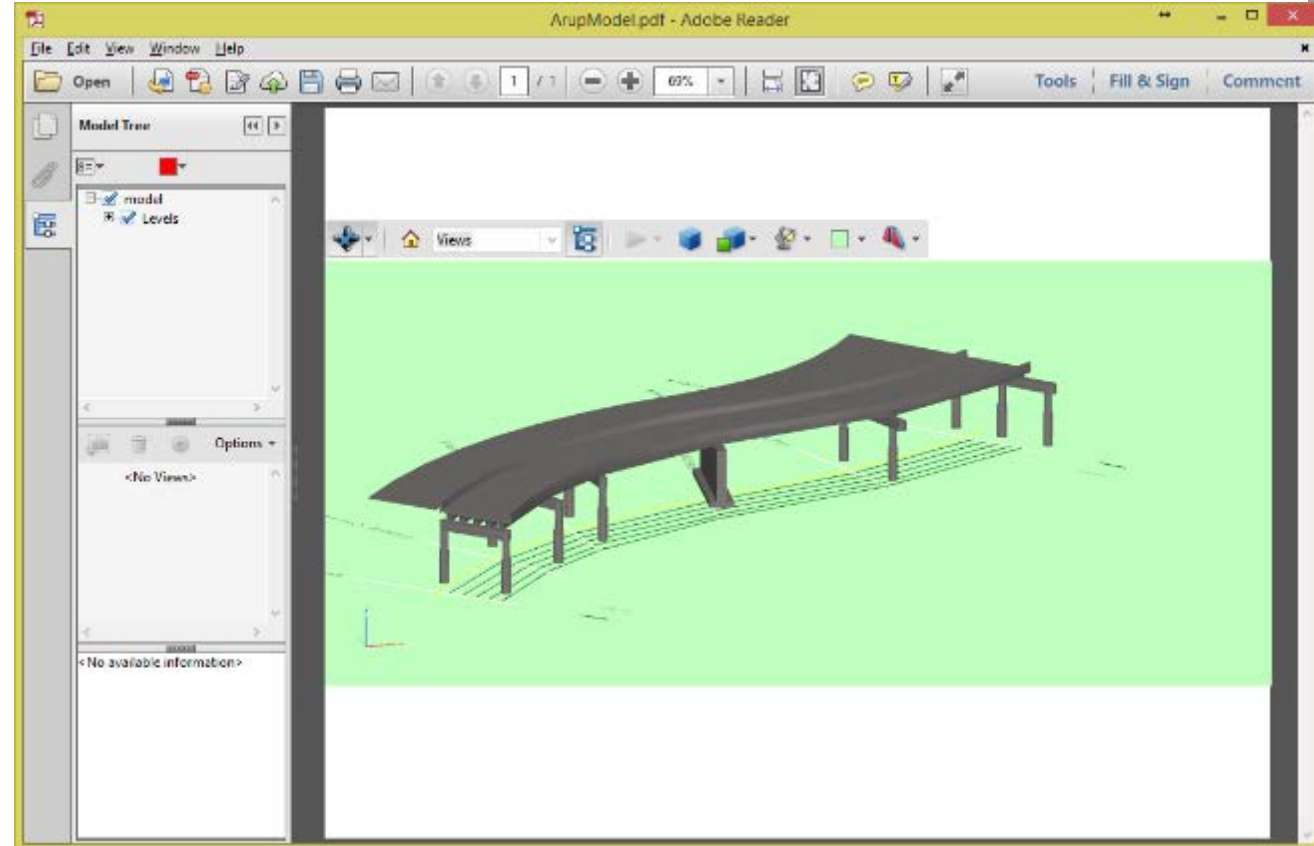 ArupModel.pdf - Adobe Reader
File Edit View Window Help
Open 1 / 1 69% Tools Fill & Sign Comment
Model Tree
model
Levels
Views
Options
<No Views>
<No available information>